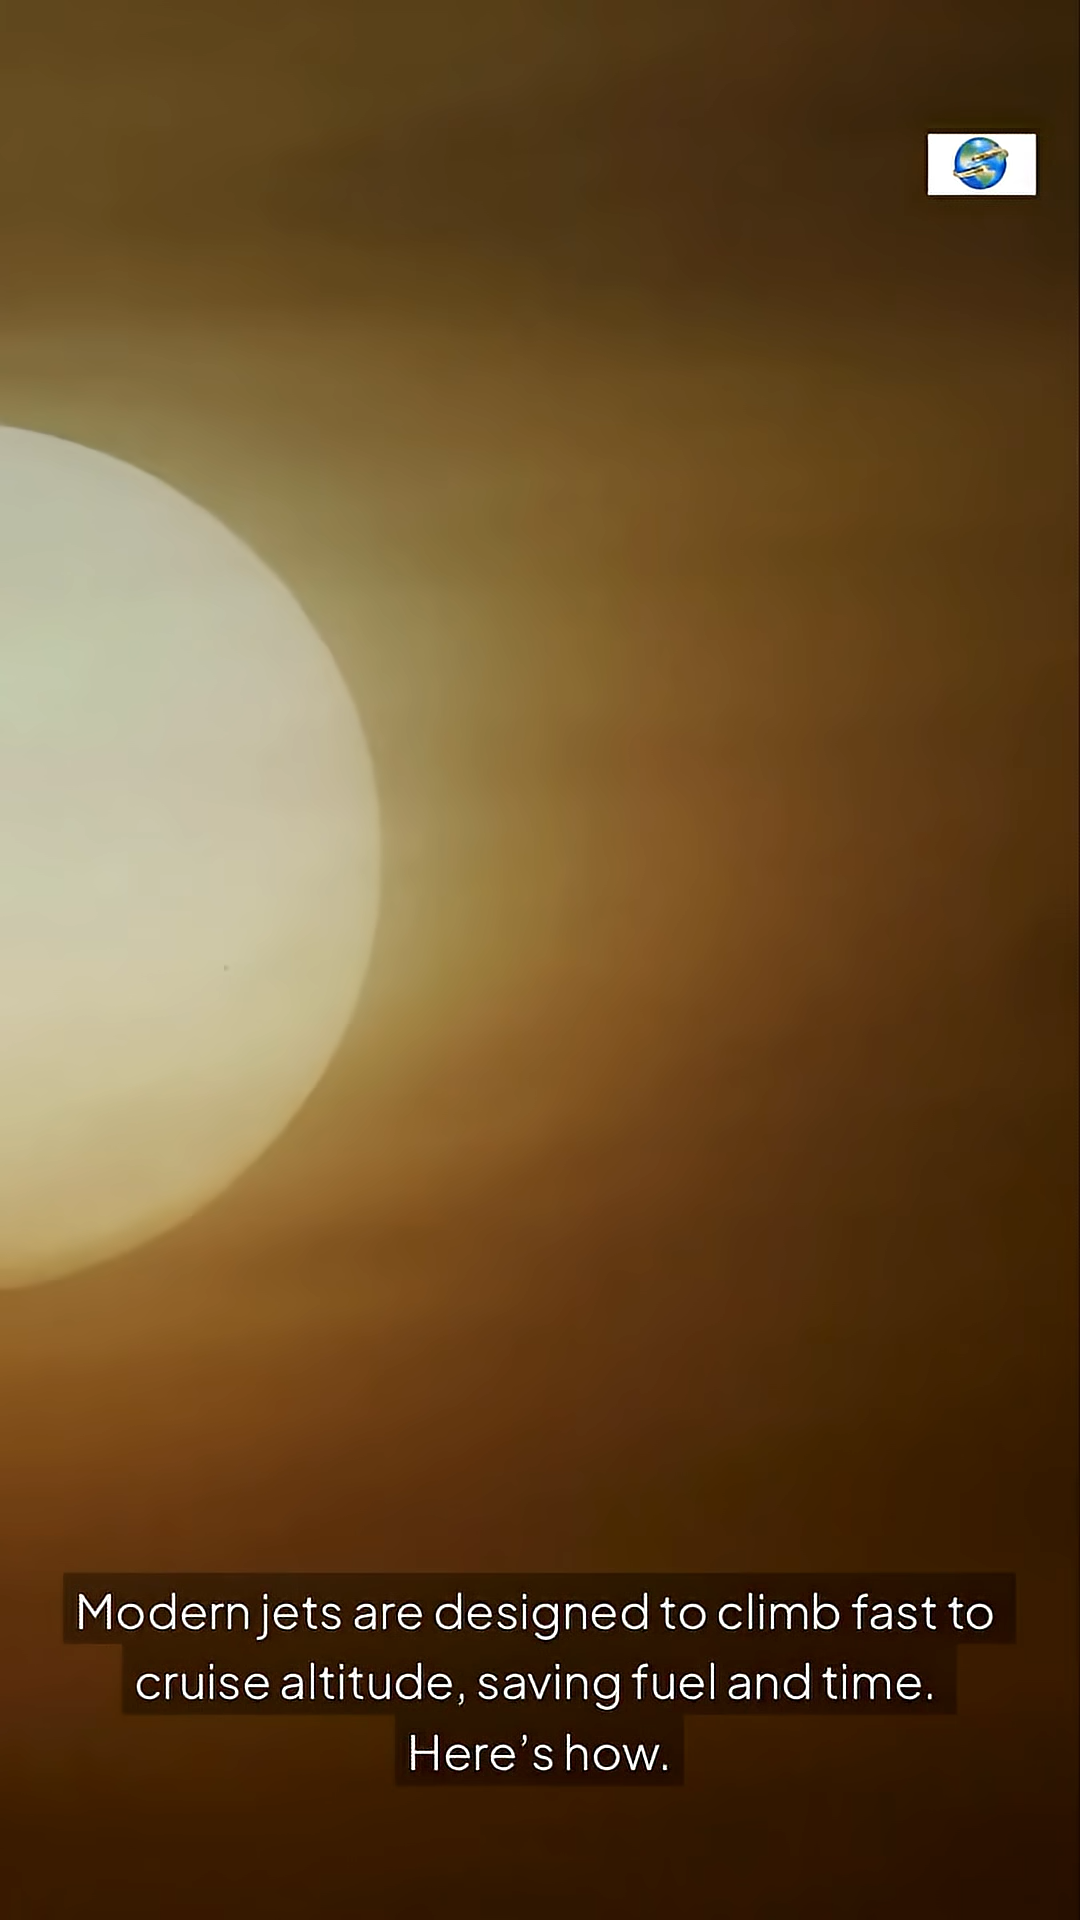 Modern jets are designed to climb fast to
cruise altitude, saving fuel and time.
Here’s how.